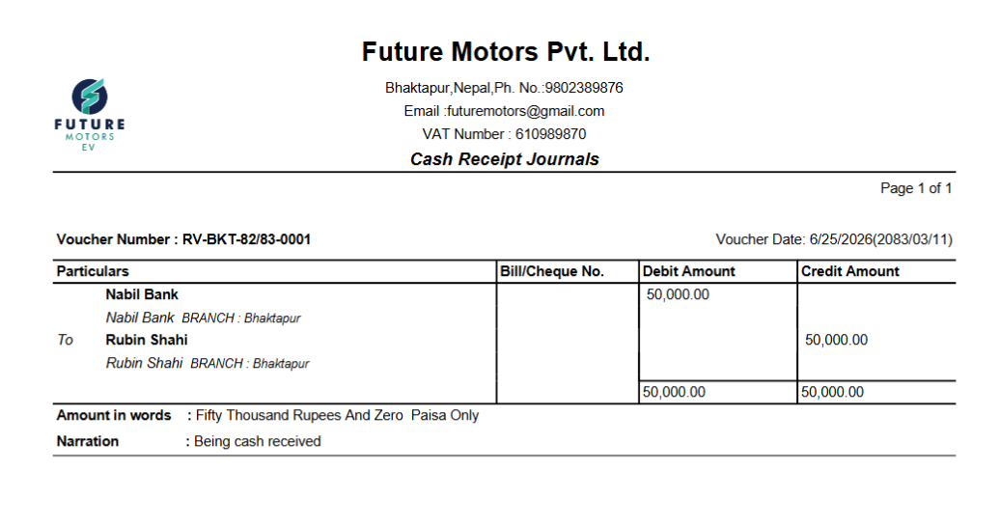 Future Motors Pvt. Ltd.
Bhaktapur,Nepal,Ph. No.:9802389876
Email :futuremotors@gmail.com
VAT Number : 610989870
Cash Receipt Journals
FUTURE
MOTORS
EV
Page 1 of 1
Voucher Number : RV-BKT-82/83-0001 Voucher Date: 6/25/2026(2083/03/11)
Particulars Bill/Cheque No. Debit Amount Credit Amount
Nabil Bank 50,000.00
Nabil Bank BRANCH : Bhaktapur
To Rubin Shahi 50,000.00
Rubin Shahi BRANCH : Bhaktapur
50,000.00 50,000.00
Amount in words : Fifty Thousand Rupees And Zero Paisa Only
Narration : Being cash received